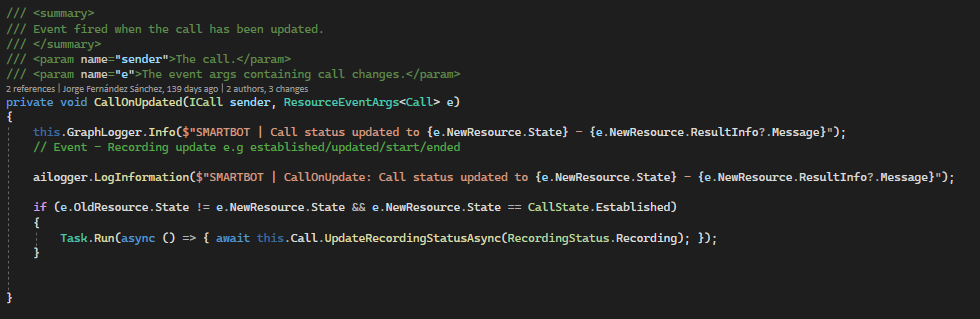 /// <summary>
/// Event fired when the call has been updated.
/// </summary>
/// <param name="sender">The call.</param>
/// <param name="e">The event args containing call changes.</param>
2 references | Jorge Fernández Sánchez, 139 days ago | 2 authors, 3 changes
private void CallOnUpdated(ICall sender, ResourceEventArgs<Call> e)
{
this.GraphLogger.Info($"SMARTBOT | Call status updated to {e.NewResource.State} - {e.NewResource.ResultInfo?.Message}");
// Event - Recording update e.g established/updated/start/ended
ailogger.LogInformation($"SMARTBOT | CallOnUpdate: Call status updated to {e.NewResource.State} - {e.NewResource.ResultInfo?.Message}");
if (e.OldResource.State != e.NewResource.State && e.NewResource.State == CallState.Established)
{
Task.Run(async () => { await this.Call.UpdateRecordingStatusAsync(RecordingStatus.Recording); });
}
}